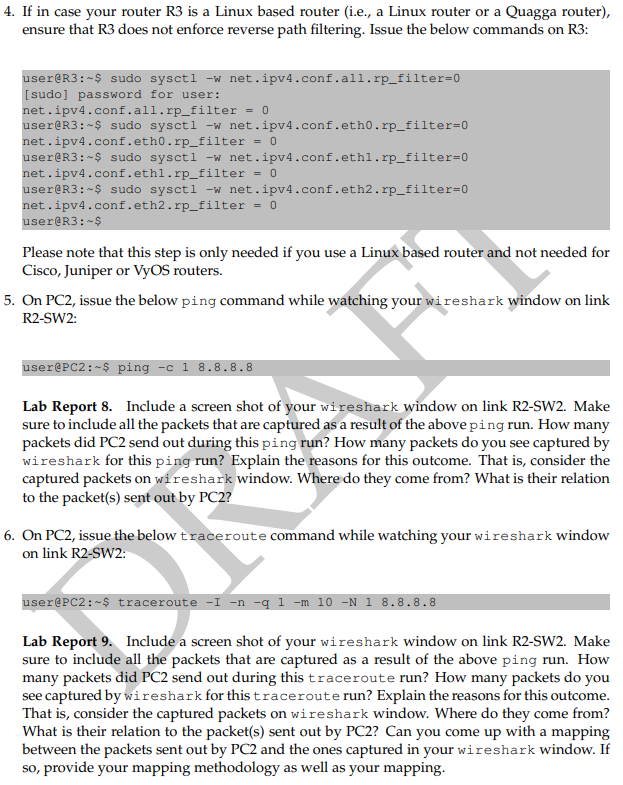 4. If in case your router R3 is a Linux based router (i.e., a Linux router or a Quagga router),
ensure that R3 does not enforce reverse path filtering. Issue the below commands on R3:
user@R3:~$ sudo sysctl -w net.ipv4.conf.all.rp_filter=0
[sudo] password for user:
net.ipv4.conf.all.rp_filter = 0
user@R3:~$ sudo sysctl -w net.ipv4.conf.eth0.rp_filter=0
net.ipv4.conf.eth0.rp_filter = 0
user@R3:~$ sudo sysctl -w net.ipv4.conf.eth1.rp_filter=0
net.ipv4.conf.eth1.rp_filter = 0
user@R3:~$ sudo sysctl -w net.ipv4.conf.eth2.rp_filter=0
net.ipv4.conf.eth2.rp_filter = 0
user@R3:~$
Please note that this step is only needed if you use a Linux based router and not needed for
Cisco, Juniper or VyOS routers.
5. On PC2, issue the below ping command while watching your wireshark window on link
R2-SW2:
user@PC2:~$ ping -c 1 8.8.8.8
Lab Report 8. Include a screen shot of your wireshark window on link R2-SW2. Make
sure to include all the packets that are captured as a result of the above ping run. How many
packets did PC2 send out during this ping run? How many packets do you see captured by
wireshark for this ping run? Explain the reasons for this outcome. That is, consider the
captured packets on wireshark window. Where do they come from? What is their relation
to the packet(s) sent out by PC2?
6. On PC2, issue the below traceroute command while watching your wireshark window
on link R2-SW2:
user@PC2:~$ traceroute -I -n -q 1 -m 10 -N 1 8.8.8.8
Lab Report 9. Include a screen shot of your wireshark window on link R2-SW2. Make
sure to include all the packets that are captured as a result of the above ping run. How
many packets did PC2 send out during this traceroute run? How many packets do you
see captured by wireshark for this traceroute run? Explain the reasons for this outcome.
That is, consider the captured packets on wireshark window. Where do they come from?
What is their relation to the packet(s) sent out by PC2? Can you come up with a mapping
between the packets sent out by PC2 and the ones captured in your wireshark window. If
so, provide your mapping methodology as well as your mapping.
DRAFT